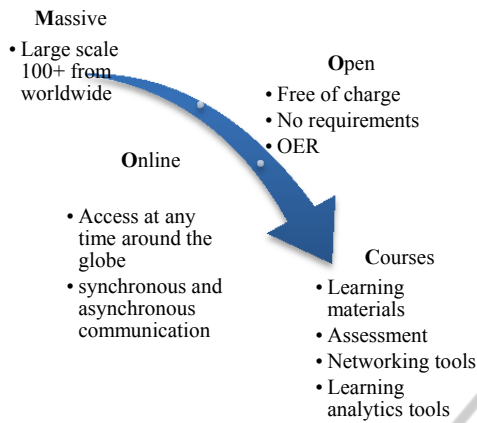 Massive
• Large scale
100+ from
worldwide
Open
• Free of charge
• No requirements
• OER
Online
• Access at any
time around the
globe
• synchronous and
asynchronous
communication
Courses
• Learning
materials
• Assessment
• Networking tools
• Learning
analytics tools